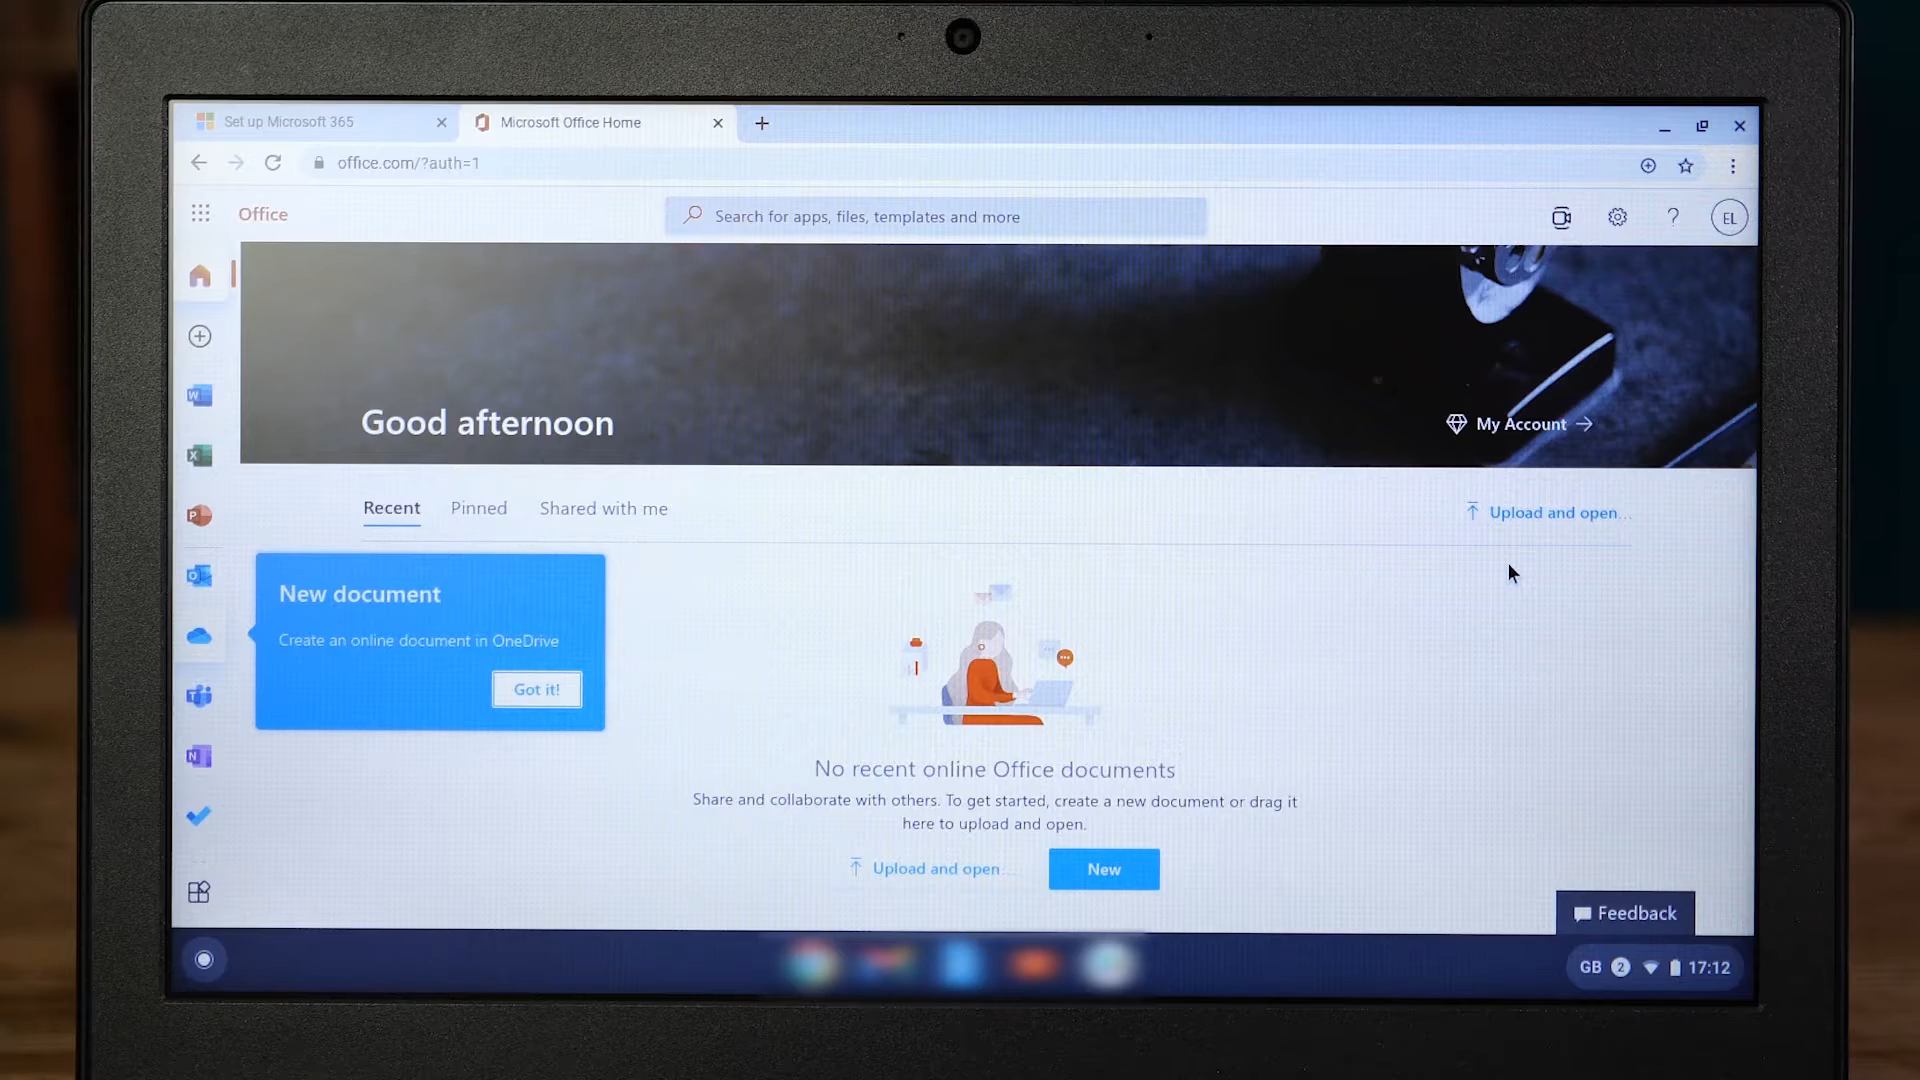 Set up Microsoft 365
Microsoft Office Home
office.com/?auth=1
Office
Search for apps, files, templates and more
EL
Good afternoon
My Account
Recent
Pinned
Shared with me
Upload and open...
New document
Create an online document in OneDrive
Got it!
No recent online Office documents
Share and collaborate with others. To get started, create a new document or drag it
here to upload and open.
Upload and open...
New
Feedback
GB 2 17:12